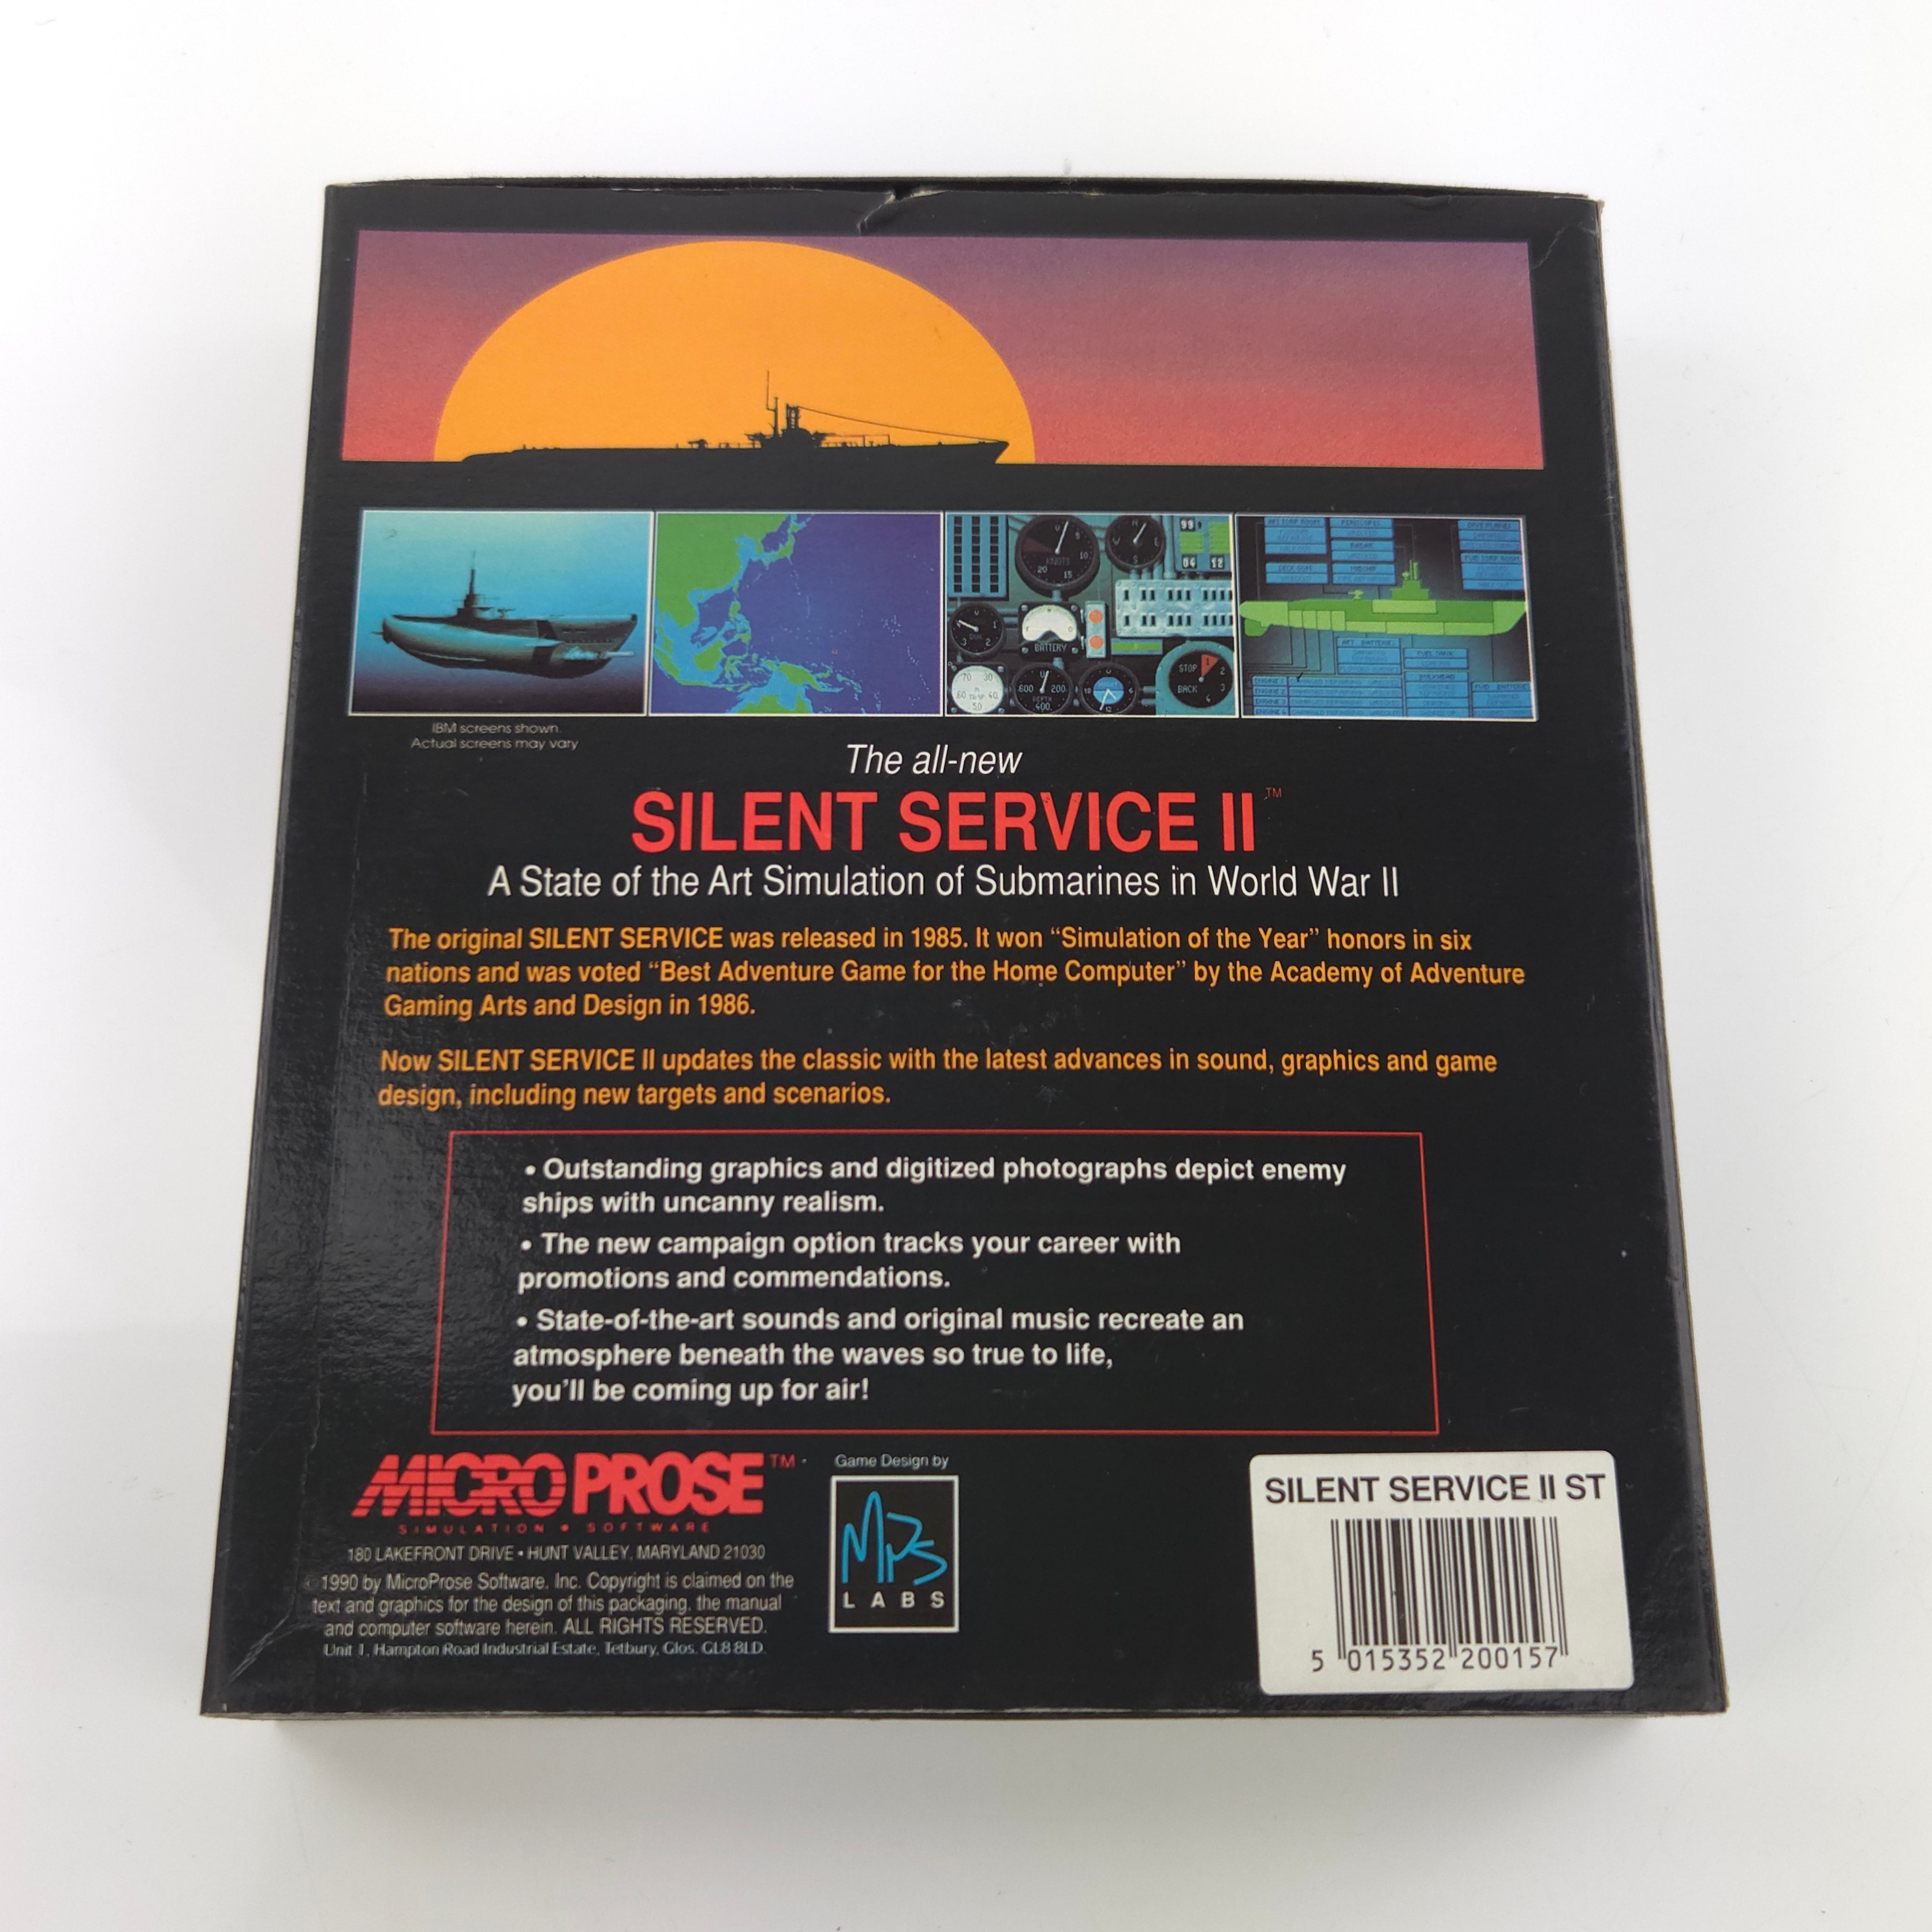 IBM screens shown.
Actual screens may vary
The all-new
SILENT SERVICE II™
A State of the Art Simulation of Submarines in World War II
The original SILENT SERVICE was released in 1985. It won “Simulation of the Year” honors in six
nations and was voted “Best Adventure Game for the Home Computer” by the Academy of Adventure
Gaming Arts and Design in 1986.
Now SILENT SERVICE II updates the classic with the latest advances in sound, graphics and game
design, including new targets and scenarios.
• Outstanding graphics and digitized photographs depict enemy
ships with uncanny realism.
• The new campaign option tracks your career with
promotions and commendations.
• State-of-the-art sounds and original music recreate an
atmosphere beneath the waves so true to life,
you’ll be coming up for air!
MICROPROSE™
SIMULATION • SOFTWARE
180 LAKEFRONT DRIVE • HUNT VALLEY, MARYLAND 21030
© 1990 by MicroProse Software, Inc. Copyright is claimed on the
text and graphics for the design of this packaging, the manual
and computer software herein. ALL RIGHTS RESERVED.
Unit 1, Hampton Road Industrial Estate, Tetbury, Glos. GL8 8LD.
Game Design by
MPS
LABS
SILENT SERVICE II ST
5 015352 200157
KNOTS
BATTERY
STOP
BACK
DEPTH